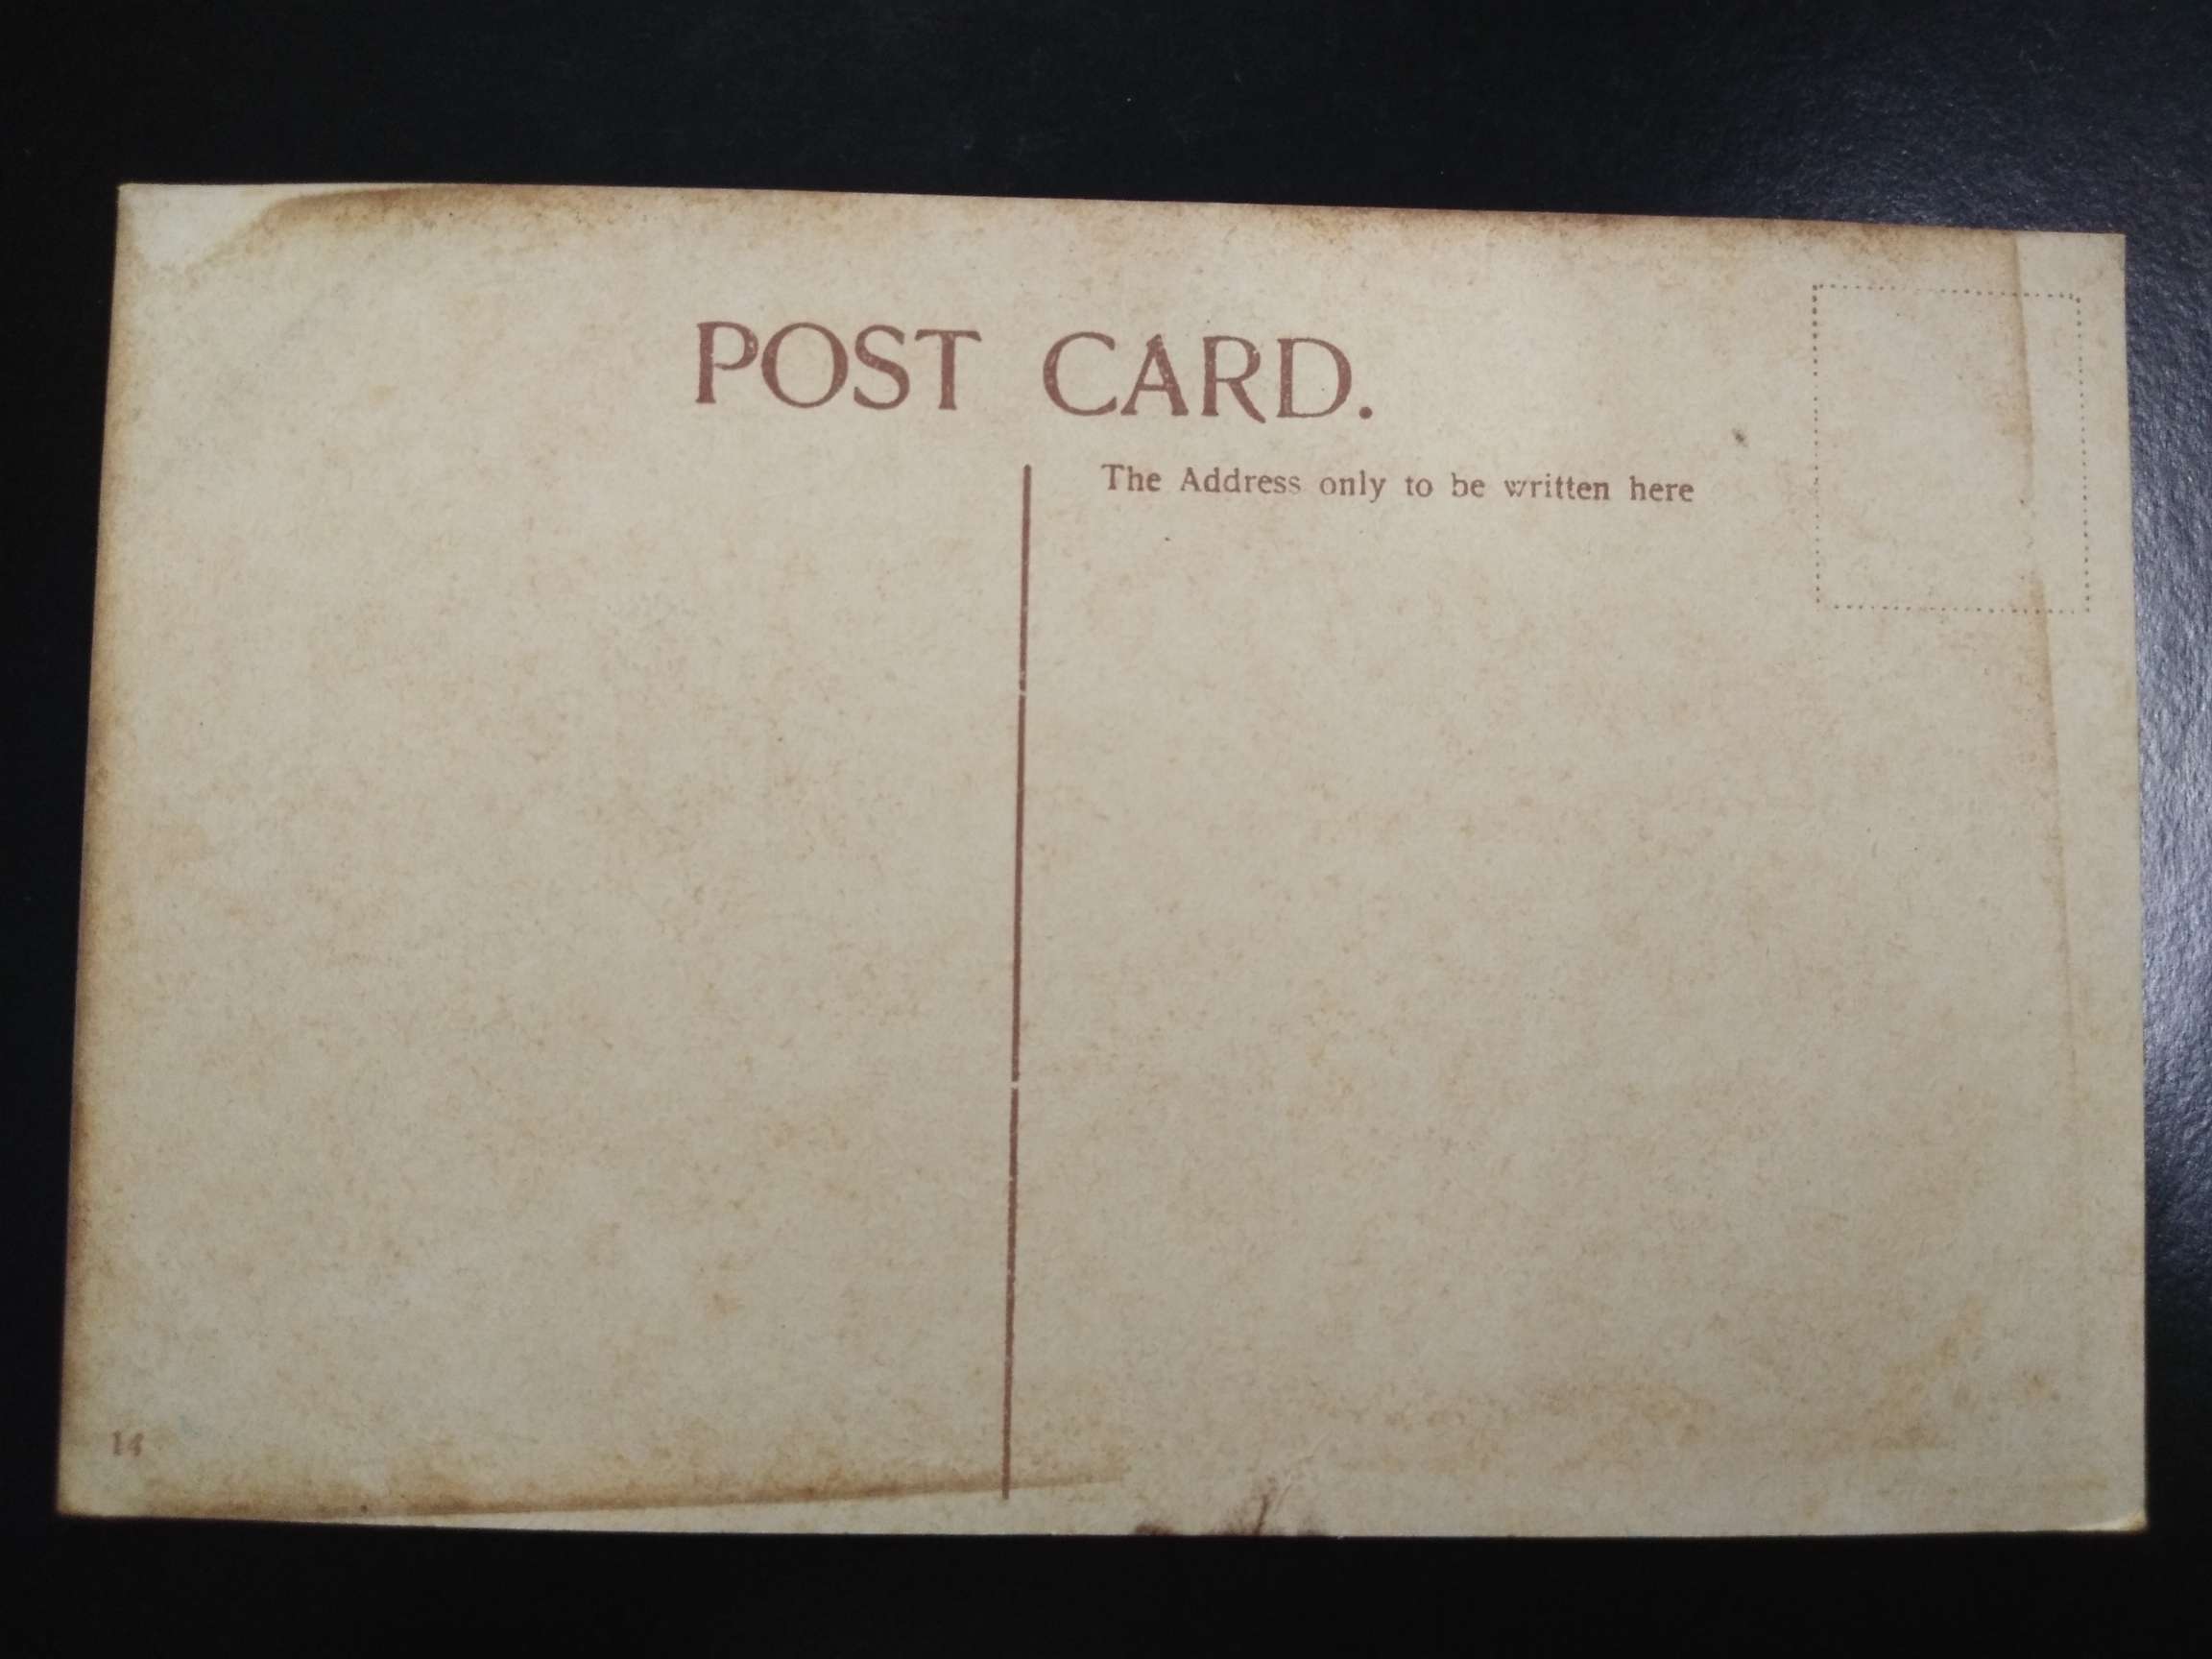 POST CARD.
The Address only to be written here
14